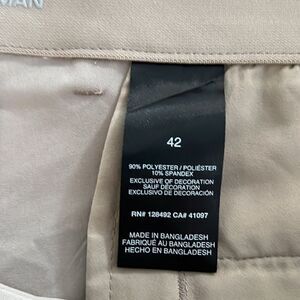 MAN
42
90% POLYESTER / POLIÉSTER
10% SPANDEX
EXCLUSIVE OF DECORATION
SAUF DÉCORATION
EXCLUSIVO DE DECORACIÓN
RN# 128492 CA# 41097
MADE IN BANGLADESH
FABRIQUÉ AU BANGLADESH
HECHO EN BANGLADESH